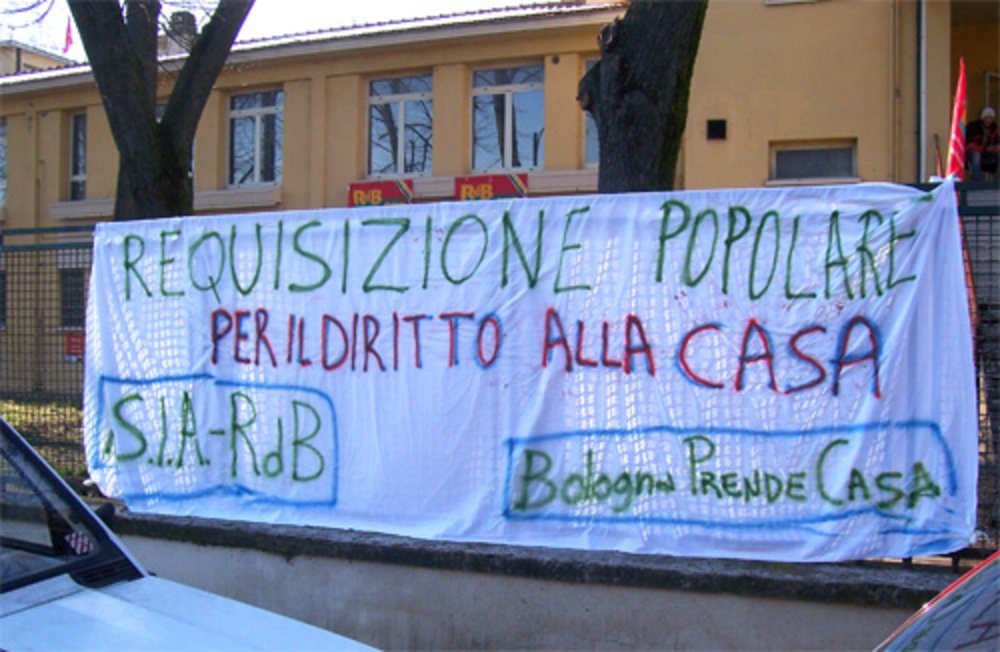 RdB RdB
REQUISIZIONE POPOLARE
PER IL DIRITTO ALLA CASA
A.S.I.A.-RdB
Bologna PRENDE CASA